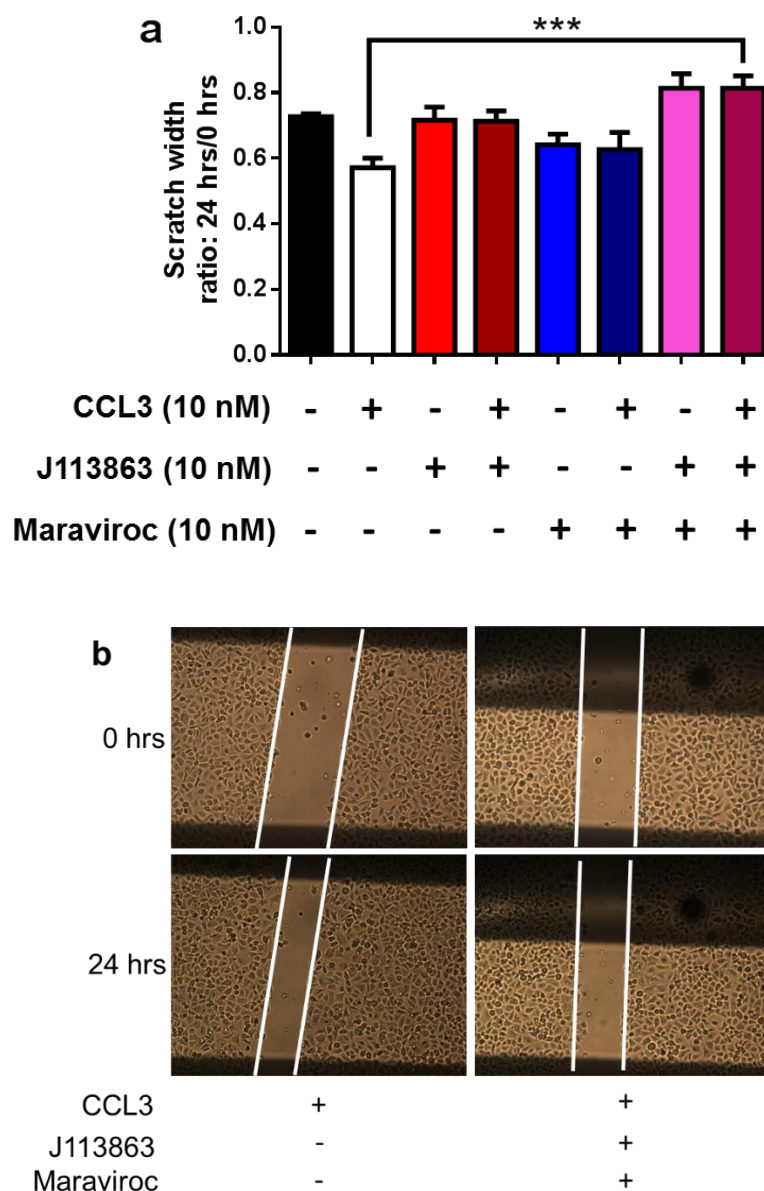 a
***
Scratch width
ratio: 24 hrs/0 hrs
1.0
0.8
0.6
0.4
0.2
0.0
CCL3 (10 nM) - + - + - + - +
J113863 (10 nM) - - + + - - + +
Maraviroc (10 nM) - - - - + + + +
b
0 hrs
24 hrs
CCL3 + +
J113863 - +
Maraviroc - +